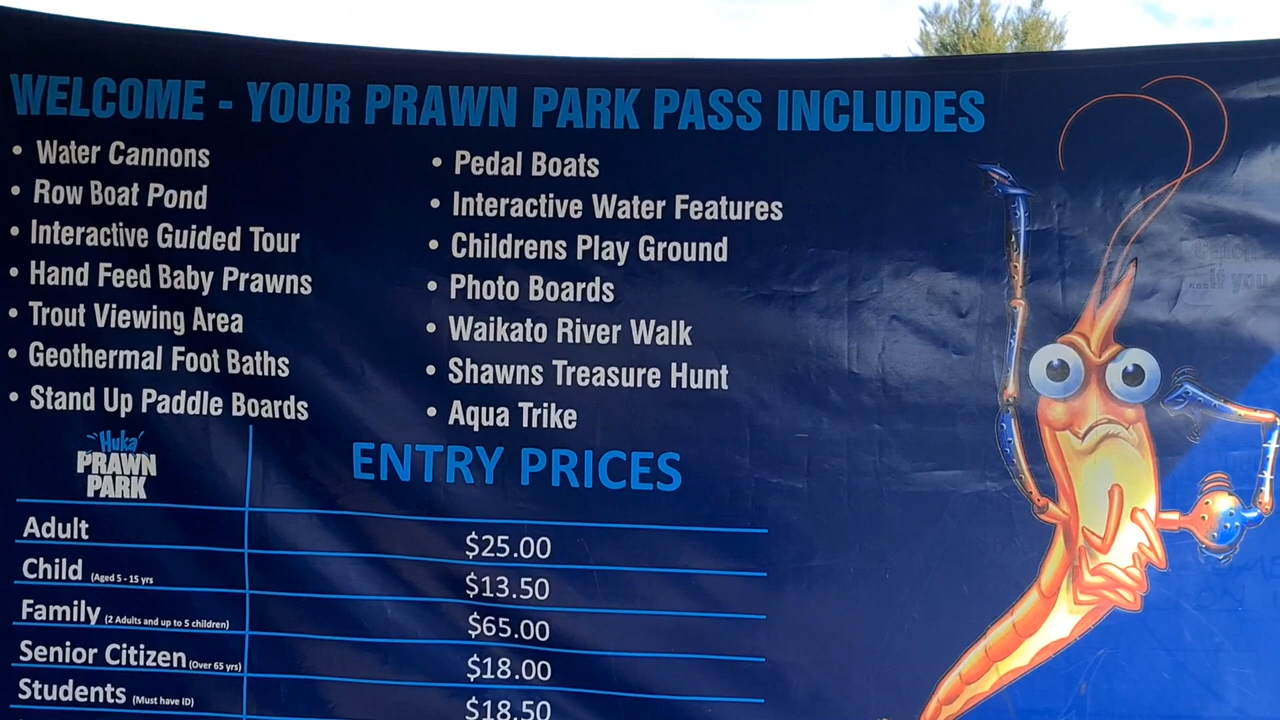 WELCOME - YOUR PRAWN PARK PASS INCLUDES
• Water Cannons
• Row Boat Pond
• Interactive Guided Tour
• Hand Feed Baby Prawns
• Trout Viewing Area
• Geothermal Foot Baths
• Stand Up Paddle Boards
• Pedal Boats
• Interactive Water Features
• Childrens Play Ground
• Photo Boards
• Waikato River Walk
• Shawns Treasure Hunt
• Aqua Trike
...if you
Huka
PRAWN
PARK
ENTRY PRICES
Adult $25.00
Child (Aged 5 - 15 yrs $13.50
Family (2 Adults and up to 5 children) $65.00
Senior Citizen (Over 65 yrs) $18.00
Students (Must have ID) $18.50